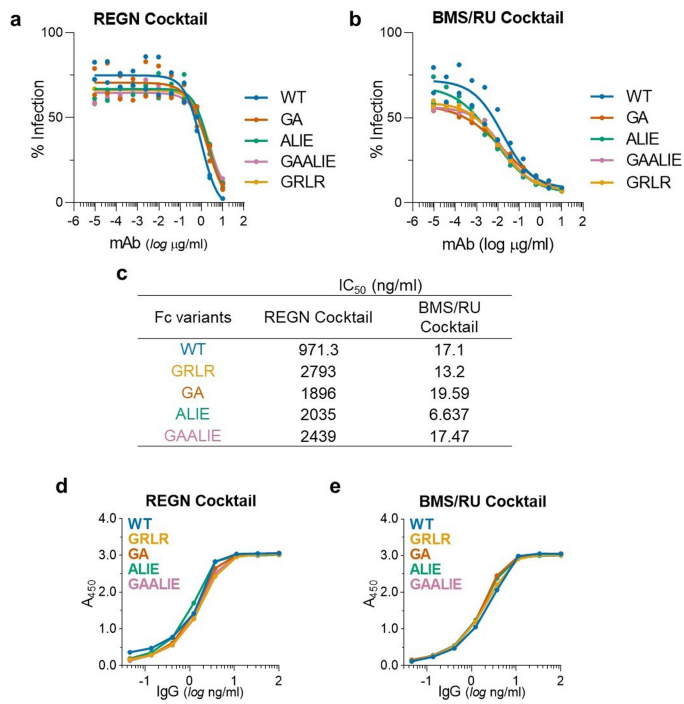 a
REGN Cocktail
100
50
0
% Infection
-6 -5 -4 -3 -2 -1 0 1 2
mAb (log µg/ml)
WT
GA
ALIE
GAALIE
GRLR
b
BMS/RU Cocktail
100
50
0
% Infection
-6 -5 -4 -3 -2 -1 0 1 2
mAb (log µg/ml)
WT
GA
ALIE
GAALIE
GRLR
c
IC50 (ng/ml)
Fc variants REGN Cocktail BMS/RU Cocktail
WT 971.3 17.1
GRLR 2793 13.2
GA 1896 19.59
ALIE 2035 6.637
GAALIE 2439 17.47
d
REGN Cocktail
4.0
3.0
2.0
1.0
0.0
A450
WT
GRLR
GA
ALIE
GAALIE
-1 0 1 2
IgG (log ng/ml)
e
BMS/RU Cocktail
4.0
3.0
2.0
1.0
0.0
A450
WT
GRLR
GA
ALIE
GAALIE
-1 0 1 2
IgG (log ng/ml)